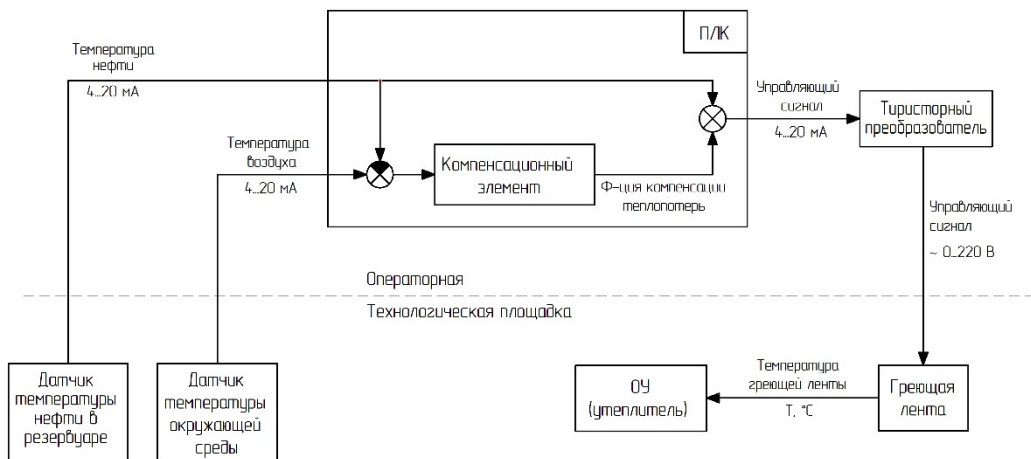 ПЛК
Температура
нефти
4...20 мА
Управляющий
сигнал
4...20 мА
Тиристорный
преобразователь
Температура
воздуха
4...20 мА
Компенсационный
элемент
Ф-ция компенсации
теплопотерь
Управляющий
сигнал
~ 0...220 В
Операторная
Технологическая площадка
Датчик
температуры
нефти в
резервуаре
Датчик
температуры
окружающей
среды
ОУ
(утеплитель)
Температура
греющей ленты
Т, °С
Греющая
лента